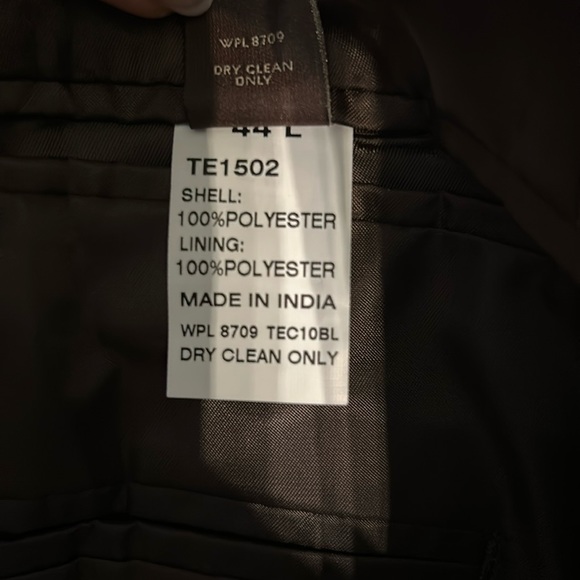 WPL 8709
DRY CLEAN
ONLY
44 L
TE1502
SHELL:
100%POLYESTER
LINING:
100%POLYESTER
MADE IN INDIA
WPL 8709 TEC10BL
DRY CLEAN ONLY